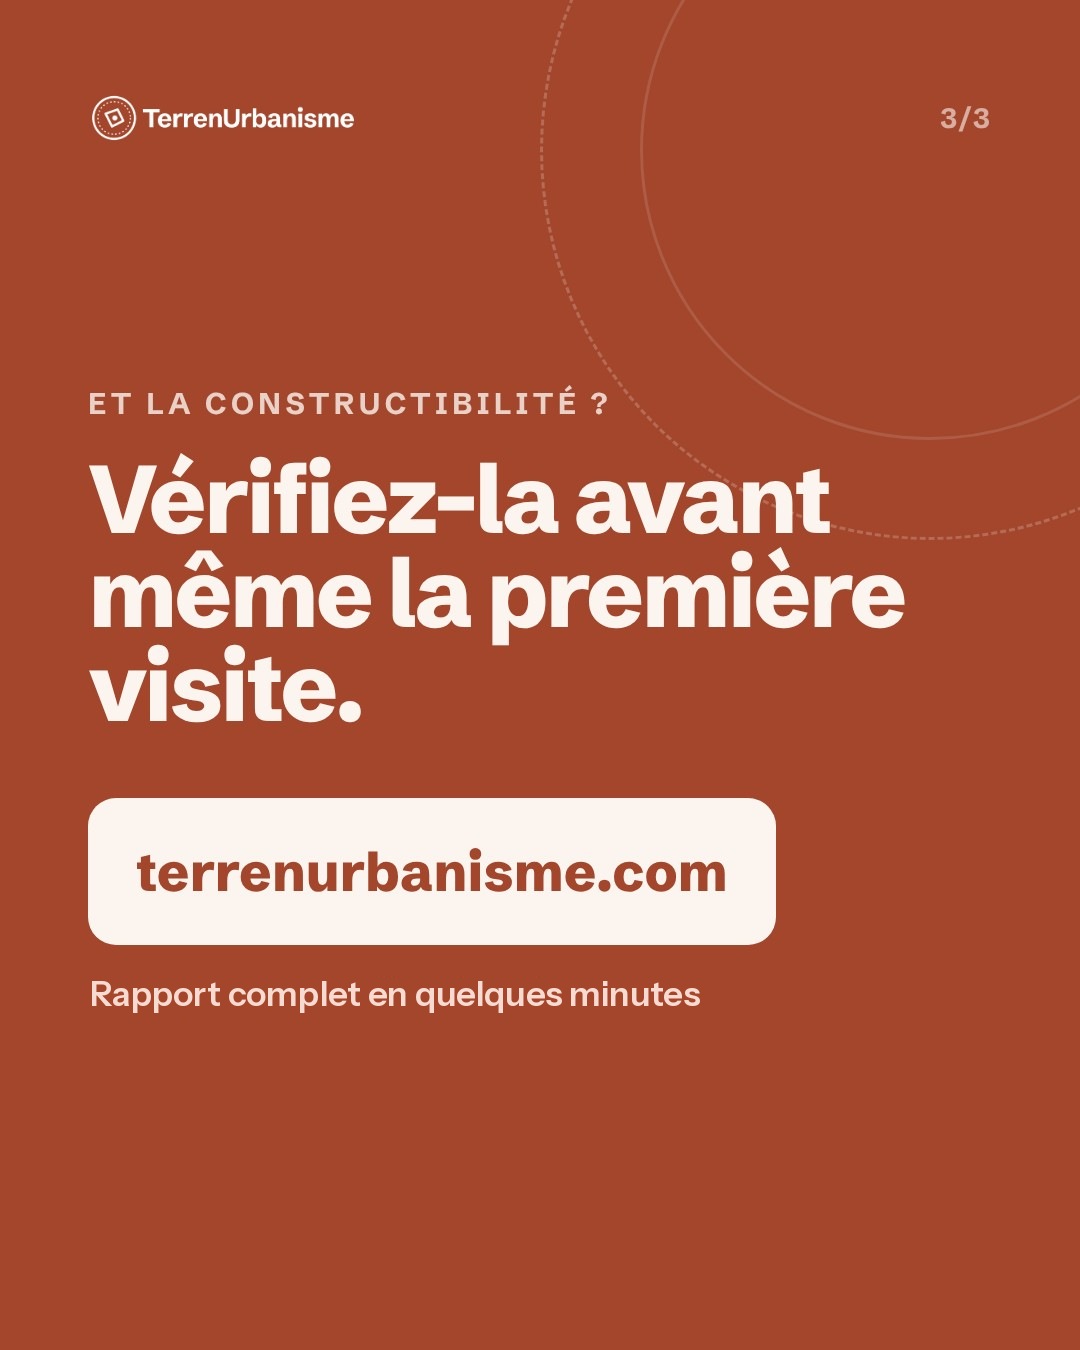 TerrenUrbanisme
3/3
ET LA CONSTRUCTIBILITÉ ?
Vérifiez-la avant
même la première
visite.
terrenurbanisme.com
Rapport complet en quelques minutes